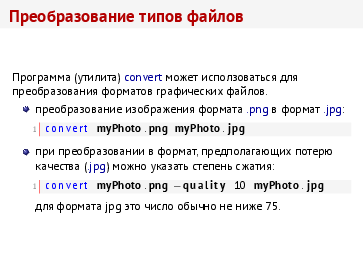 Преобразование типов файлов
Программа (утилита) convert может исползоваться для
преобразования форматов графических файлов.
преобразование изображения формата .png в формат .jpg:
1 convert myPhoto.png myPhoto.jpg
при преобразовании в формат, предполагающих потерю
качества (.jpg) можно указать степень сжатия:
1 convert myPhoto.png –quality 10 myPhoto.jpg
для формата jpg это число обычно не ниже 75.